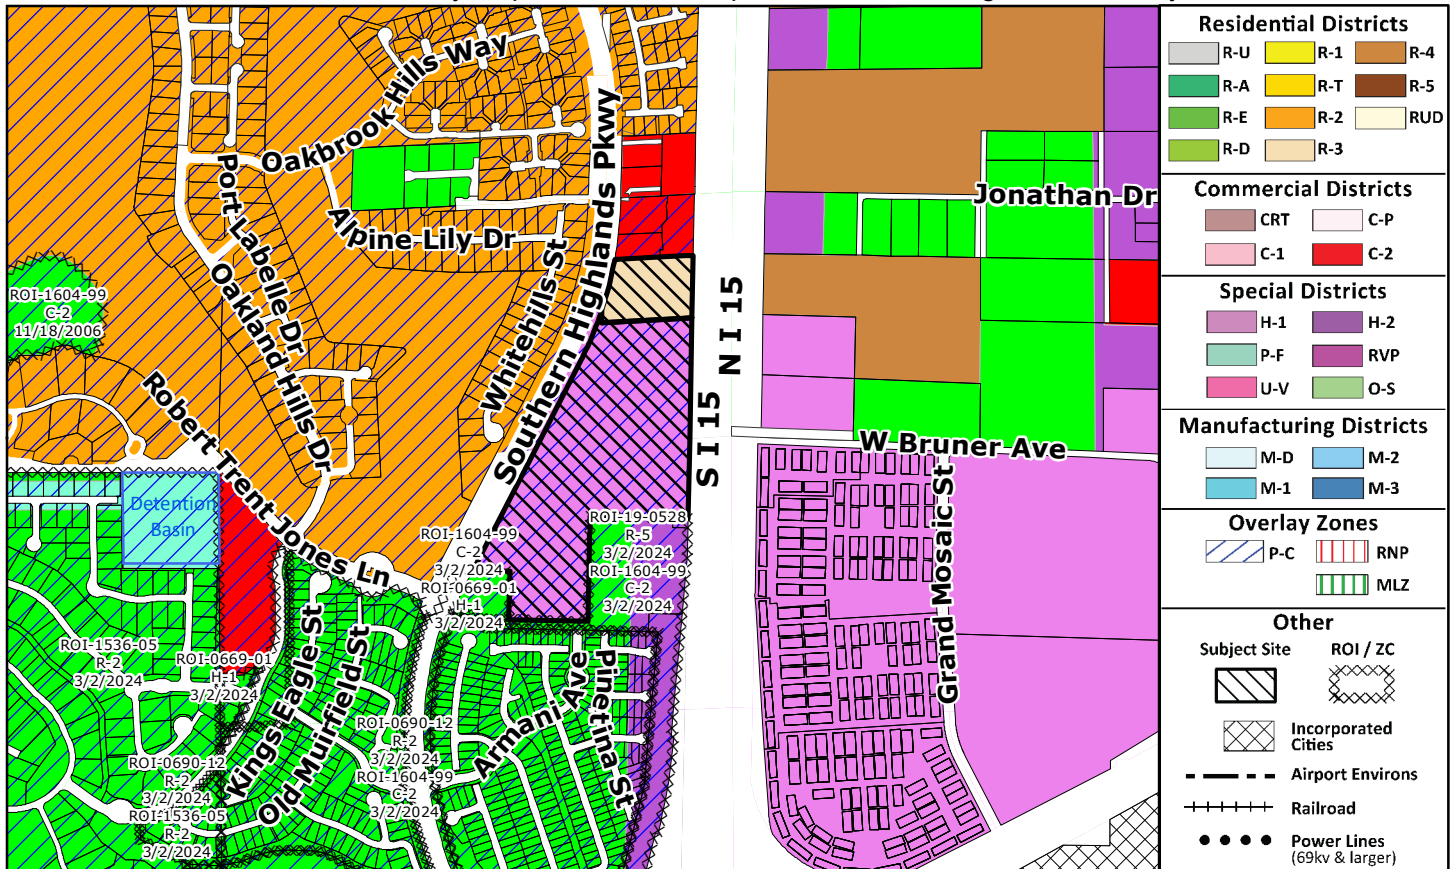 Oakbrook Hills Way
Southern Highlands Pkwy
Port Labelle Dr
Alpine Lily Dr
Oakland Hills Dr
Whitehills St
Robert Trent Jones Ln
ROI-1604-99
C-2
11/18/2006
Detention
Basin
S I 15
N I 15
Jonathan Dr
W Bruner Ave
Grand Mosaic St
ROI-1604-99
C-2
3/2/2024
ROI-0669-01
H-1
3/2/2024
ROI-19-0528
R-5
3/2/2024
ROI-1604-99
C-2
3/2/2024
ROI-1536-05
R-2
3/2/2024
ROI-0669-01
H-1
3/2/2024
Kings Eagle St
Old Muirfield St
Armani Ave
Pinetina St
ROI-0690-12
R-2
3/2/2024
ROI-1604-99
C-2
3/2/2024
ROI-0690-12
R-2
3/2/2024
ROI-1536-05
R-2
3/2/2024
Residential Districts
R-U R-1 R-4
R-A R-T R-5
R-E R-2 RUD
R-D R-3
Commercial Districts
CRT C-P
C-1 C-2
Special Districts
H-1 H-2
P-F RVP
U-V O-S
Manufacturing Districts
M-D M-2
M-1 M-3
Overlay Zones
P-C RNP
MLZ
Other
Subject Site ROI / ZC
Incorporated
Cities
Airport Environs
Railroad
Power Lines
(69kv & larger)